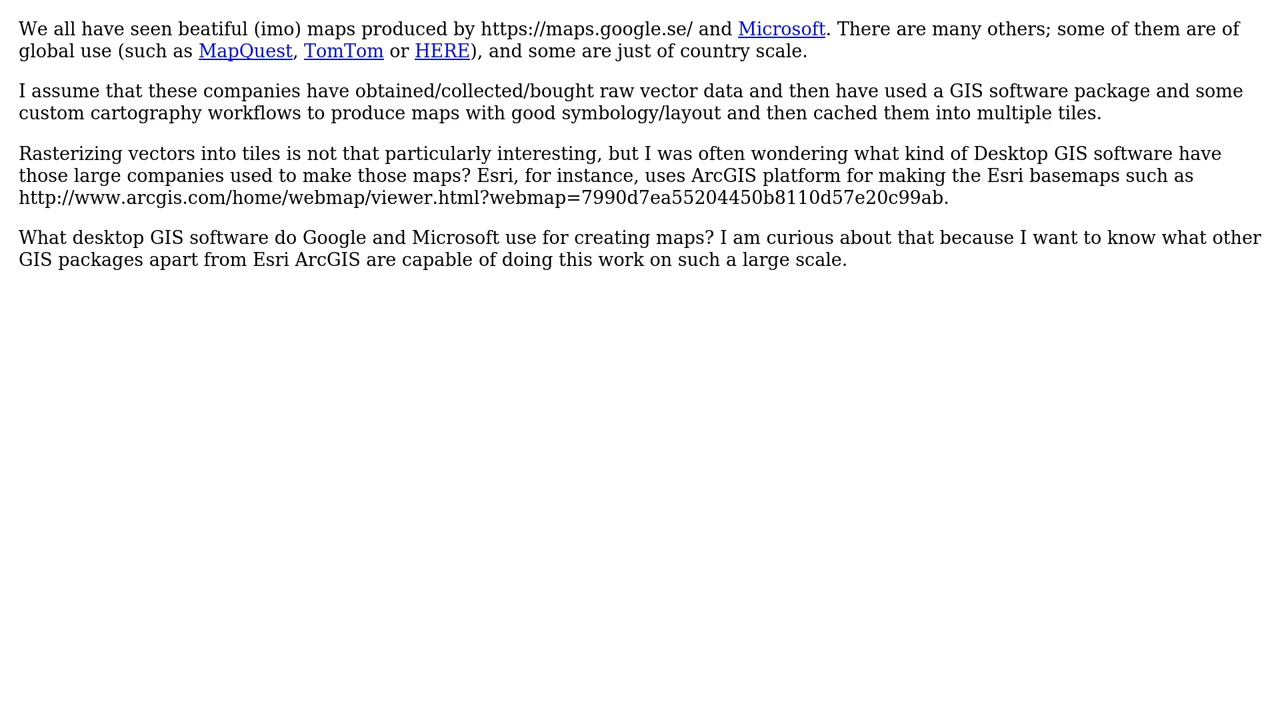 We all have seen beatiful (imo) maps produced by https://maps.google.se/ and Microsoft. There are many others; some of them are of
global use (such as MapQuest, TomTom or HERE), and some are just of country scale.
I assume that these companies have obtained/collected/bought raw vector data and then have used a GIS software package and some
custom cartography workflows to produce maps with good symbology/layout and then cached them into multiple tiles.
Rasterizing vectors into tiles is not that particularly interesting, but I was often wondering what kind of Desktop GIS software have
those large companies used to make those maps? Esri, for instance, uses ArcGIS platform for making the Esri basemaps such as
http://www.arcgis.com/home/webmap/viewer.html?webmap=7990d7ea55204450b8110d57e20c99ab.
What desktop GIS software do Google and Microsoft use for creating maps? I am curious about that because I want to know what other
GIS packages apart from Esri ArcGIS are capable of doing this work on such a large scale.